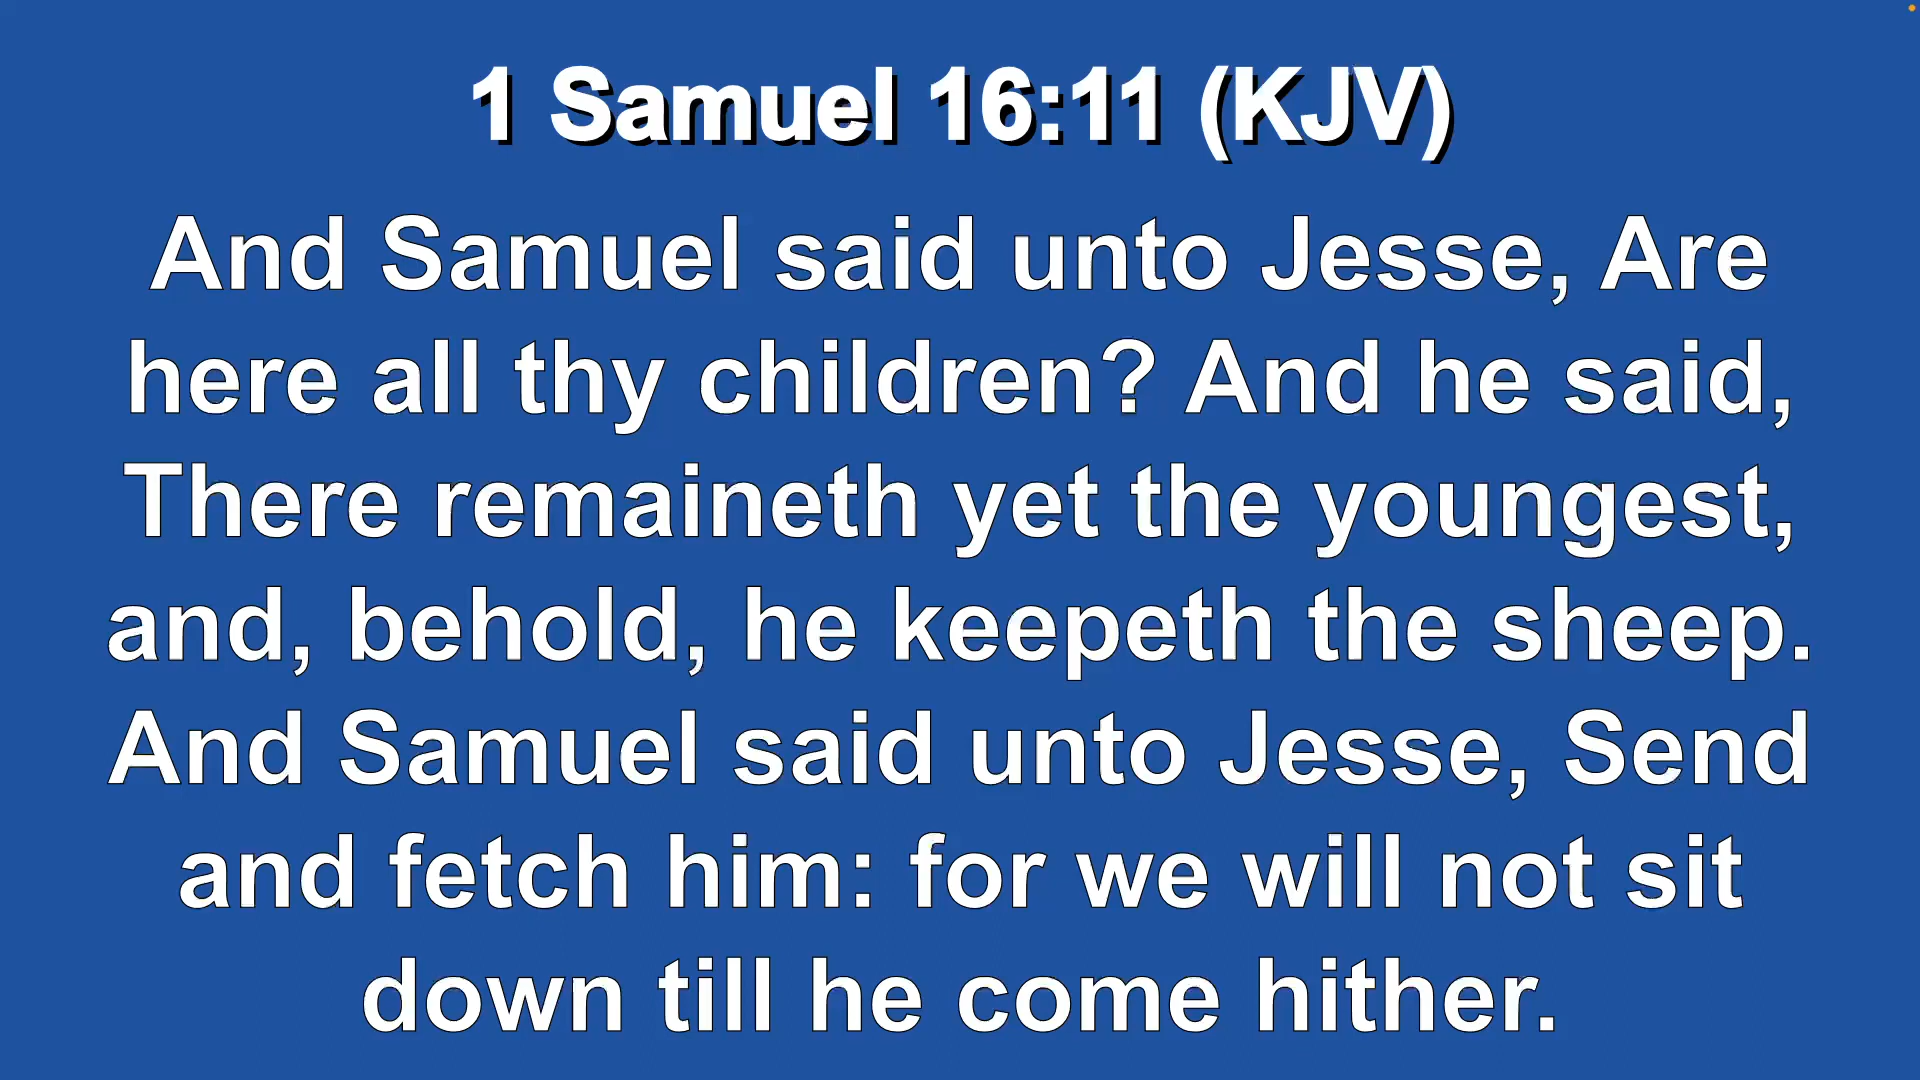 1 Samuel 16:11 (KJV)
And Samuel said unto Jesse, Are
here all thy children? And he said,
There remaineth yet the youngest,
and, behold, he keepeth the sheep.
And Samuel said unto Jesse, Send
and fetch him: for we will not sit
down till he come hither.